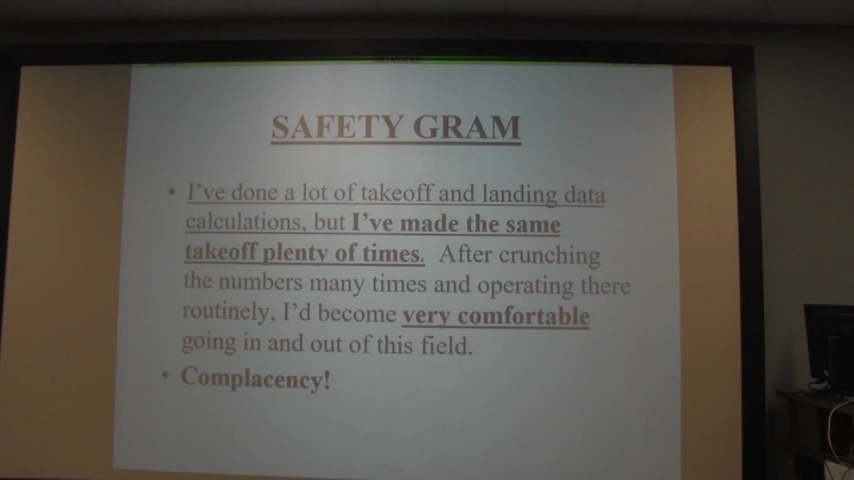 SAFETY GRAM
• I've done a lot of takeoff and landing data
calculations, but I've made the same
takeoff plenty of times. After crunching
the numbers many times and operating there
routinely, I'd become very comfortable
going in and out of this field.
• Complacency!